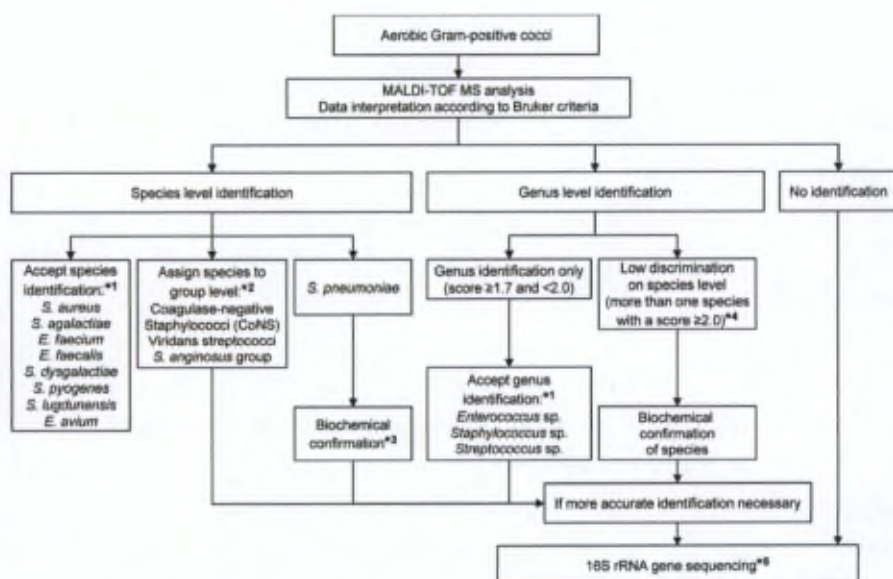 Aerobic Gram-positive cocci
MALDI-TOF MS analysis
Data interpretation according to Bruker criteria
Species level identification
Genus level identification
No identification
Accept species
identification:*1
S. aureus
S. agalactiae
E. faecium
E. faecalis
S. dysgalactiae
S. pyogenes
S. lugdunensis
E. avium
Assign species to
group level:*2
Coagulase-negative
Staphylococci (CoNS)
Viridans streptococci
S. anginosus group
S. pneumoniae
Genus identification only
(score ≥1.7 and <2.0)
Low discrimination
on species level
(more than one species
with a score ≥2.0)*4
Biochemical
confirmation*3
Accept genus
identification:*1
Enterococcus sp.
Staphylococcus sp.
Streptococcus sp.
Biochemical
confirmation
of species
If more accurate identification necessary
16S rRNA gene sequencing*5